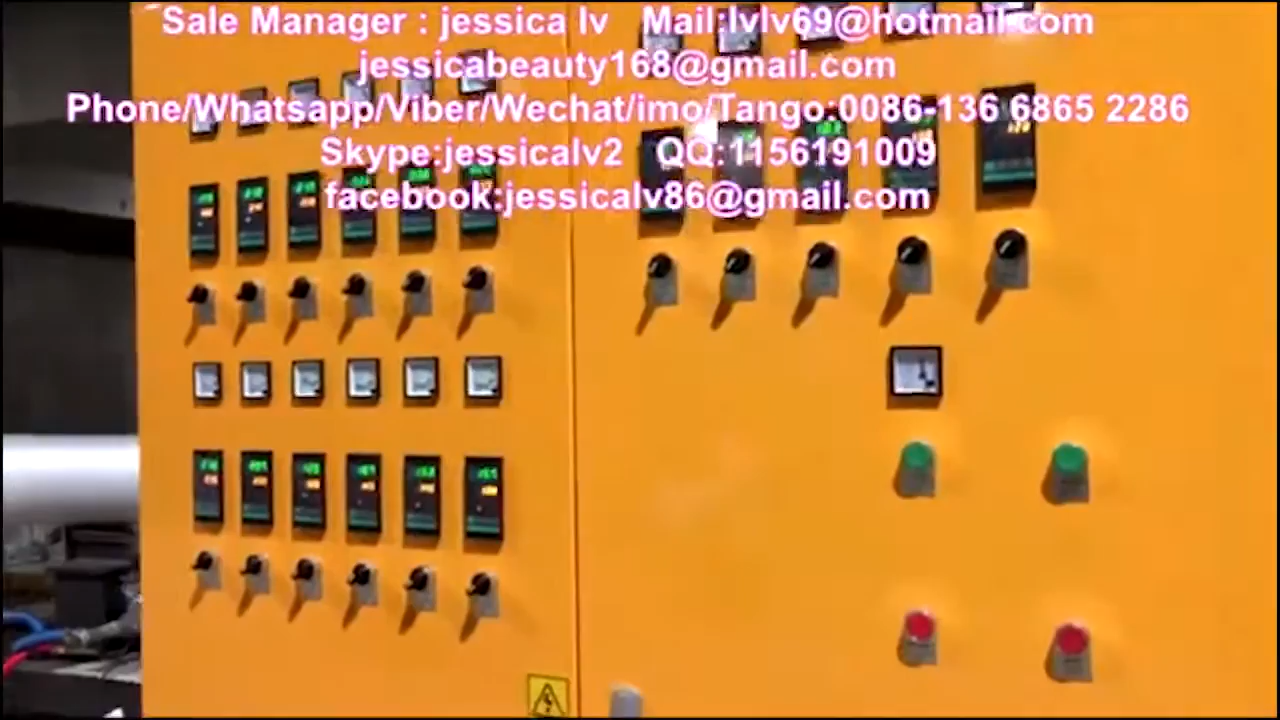 Sale Manager : jessica lv Mail:lvlv69@hotmail.com
jessicabeauty168@gmail.com
Phone/Whatsapp/Viber/Wechat/imo/Tango:0086-136 6865 2286
Skype:jessicalv2 QQ:1156191009
facebook:jessicalv86@gmail.com